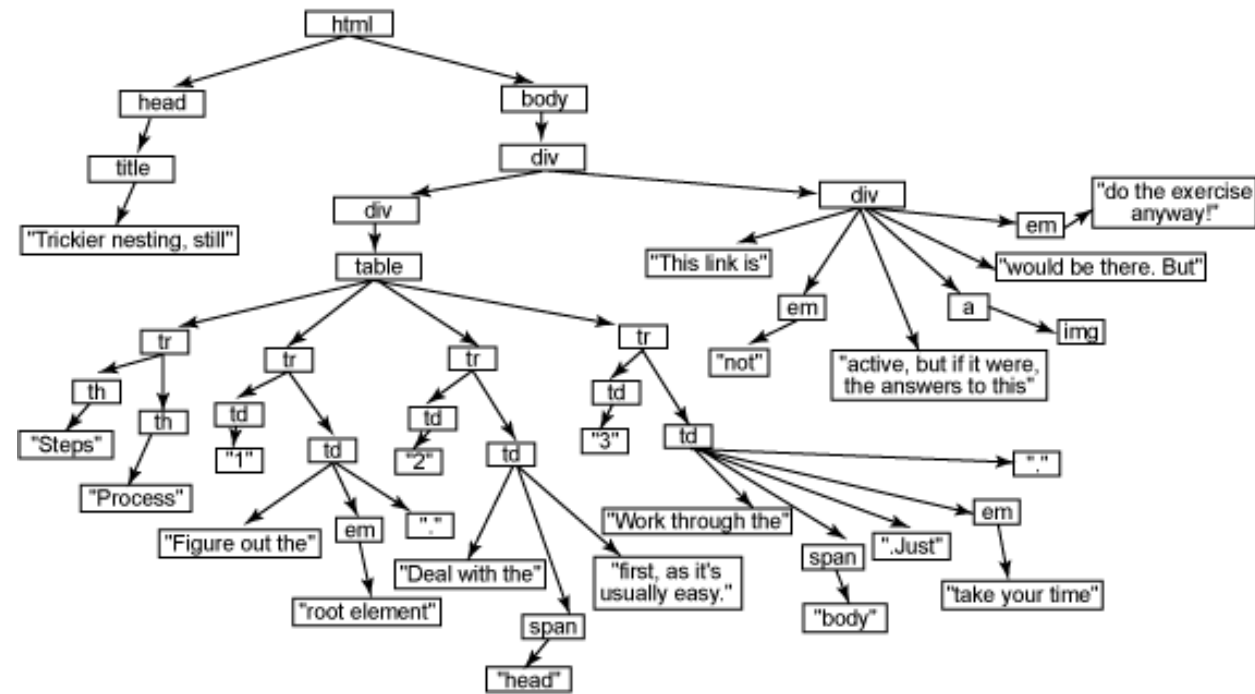 html
head
body
title
div
"Trickier nesting, still"
div
div
em
"do the exercise
anyway!"
table
"This link is"
"would be there. But"
em
a
img
"not"
"active, but if it were,
the answers to this"
tr
tr
tr
tr
th
th
td
td
td
td
td
td
"Steps"
"Process"
"1"
"2"
"3"
"."
"Figure out the"
em
"."
"root element"
"Deal with the"
span
"head"
"first, as it's
usually easy."
"Work through the"
span
"body"
".Just"
em
"take your time"